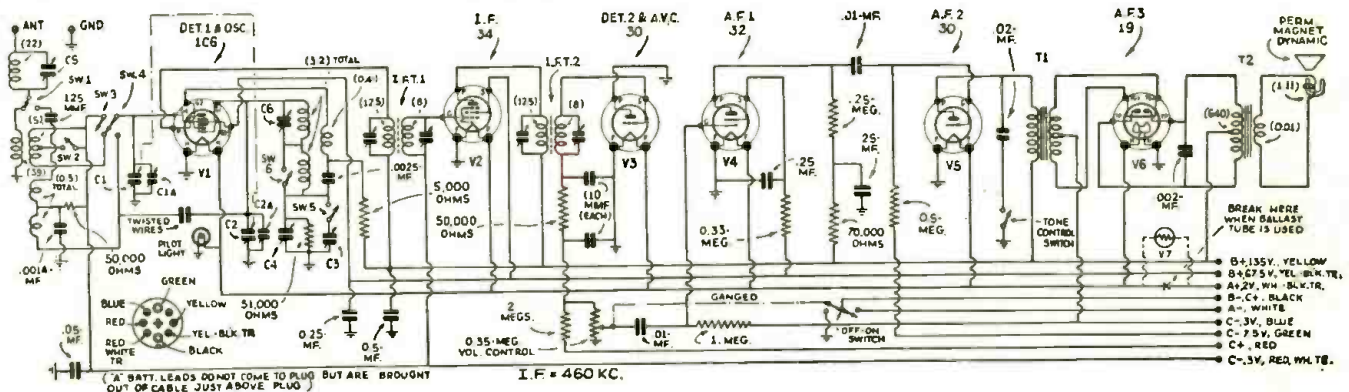 ANT
GND
(22)
C5
SW.1
125
MMF
(5)
SW.2
(39)
(0.5)
TOTAL
.0014-
MF
50,000
OHMS
C1
C1A
TWISTED
WIRES
PILOT
LIGHT
SW3
SW.4
DET.1 & OSC.
1C6
V1
C2
C2A
C6
SW
6
C4
51,000
OHMS
SW.5
C3
(3.2) TOTAL
(0.4)
.0025-
MF.
I.F.T.1
(125)
(8)
5,000
OHMS
I.F.
34
V2
I.F.T.2
(125)
(8)
50,000
OHMS
(110
MMF
(EACH)
DET.2 & A.V.C.
30
V3
A.F.1
32
V4
.25
MF.
0.33-
MEG.
.01-MF.
.25-
MEG.
.25-
MF.
70,000
OHMS
0.5-
MEG.
A.F.2
30
V5
.02-
MF.
TONE
CONTROL
SWITCH
T1
A.F.3
19
V6
.002-
MF.
T2
(640)
(0.01)
PERM.
MAGNET
DYNAMIC
(1.11)
BREAK HERE
WHEN BALLAST
TUBE IS USED
V7
X
B+,135V., YELLOW
B+,67.5V, YEL-BLK.TR.
A+,2V, WH.-BLK.TR.
B-, C+, BLACK
A-, WHITE
C-,3V., BLUE
C-7.5V, GREEN
C+, RED
C-.3V, RED, WH.TR.
GREEN
BLUE
YELLOW
RED
YEL-BLK.TR
RED
WHITE
TR
BLACK
.05-
MF.
0.25-
MF.
0.5-
MF.
2
MEGS.
0.35-MEG
VOL. CONTROL
.01-
MF.
1. MEG.
GANGED
OFF-ON
SWITCH
("A" BATT. LEADS DO NOT COME TO PLUG BUT ARE BROUGHT
OUT OF CABLE JUST ABOVE PLUG)
I.F. = 460 KC.